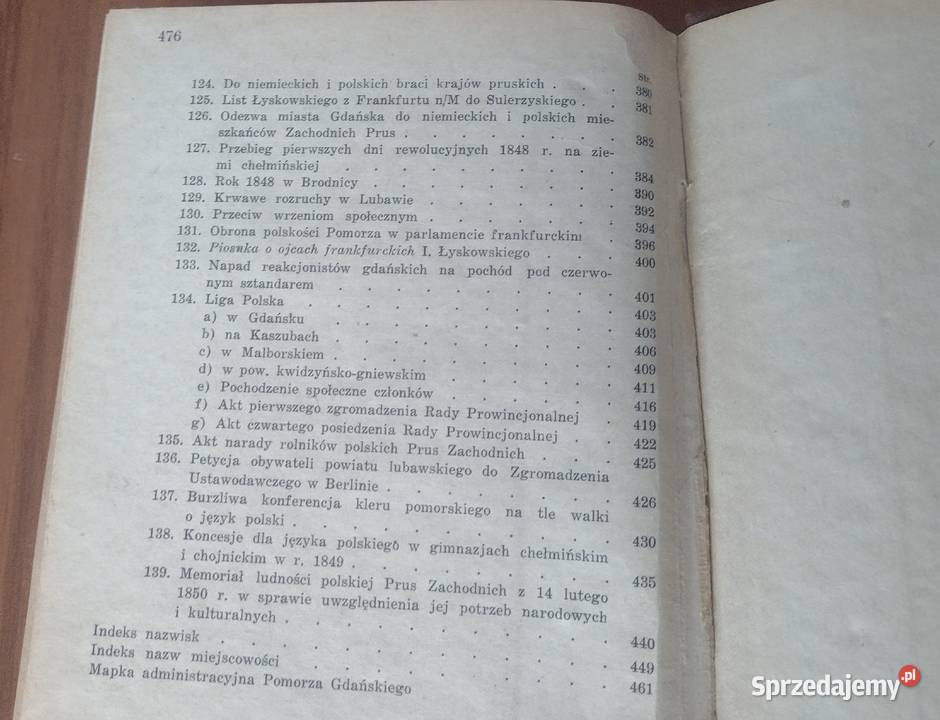 476
Str.
124. Do niemieckich i polskich braci krajów pruskich . . . 380
125. List Łyskowskiego z Frankfurtu n/M do Sulerzyskiego . . 381
126. Odezwa miasta Gdańska do niemieckich i polskich mie-
szkańców Zachodnich Prus . . . . . . . . 382
127. Przebieg pierwszych dni rewolucyjnych 1848 r. na zie-
mi chełmińskiej . . . . . . . . . . 384
128. Rok 1848 w Brodnicy . . . . . . . . . 390
129. Krwawe rozruchy w Lubawie . . . . . . . 392
130. Przeciw wrzeniom społecznym . . . . . . . 394
131. Obrona polskości Pomorza w parlamencie frankfurckim . 396
132. Piosnka o ojcach frankfurckich I. Łyskowskiego . . . 400
133. Napad reakcjonistów gdańskich na pochód pod czerwo-
nym sztandarem . . . . . . . . . . 401
134. Liga Polska . . . . . . . . . . . 403
a) w Gdańsku . . . . . . . . . . 403
b) na Kaszubach . . . . . . . . . . 406
c) w Malborskiem . . . . . . . . . . 409
d) w pow. kwidzyńsko-gniewskim . . . . . . 411
e) Pochodzenie społeczne członków . . . . . . 416
f) Akt pierwszego zgromadzenia Rady Prowincjonalnej . 419
g) Akt czwartego posiedzenia Rady Prowincjonalnej . . 422
135. Akt narady rolników polskich Prus Zachodnich . . . 425
136. Petycja obywateli powiatu lubawskiego do Zgromadzenia
Ustawodawczego w Berlinie . . . . . . . . 426
137. Burzliwa konferencja kleru pomorskiego na tle walki
o język polski . . . . . . . . . . . 430
138. Koncesje dla języka polskiego w gimnazjach chełmińskim
i chojnickim w r. 1849 . . . . . . . . . 435
139. Memoriał ludności polskiej Prus Zachodnich z 14 lutego
1850 r. w sprawie uwzględnienia jej potrzeb narodowych
i kulturalnych . . . . . . . . . . . 440
Indeks nazwisk . . . . . . . . . . . . . 449
Indeks nazw miejscowości . . . . . . . . . . 461
Mapka administracyjna Pomorza Gdańskiego
Sprzedajemy.pl